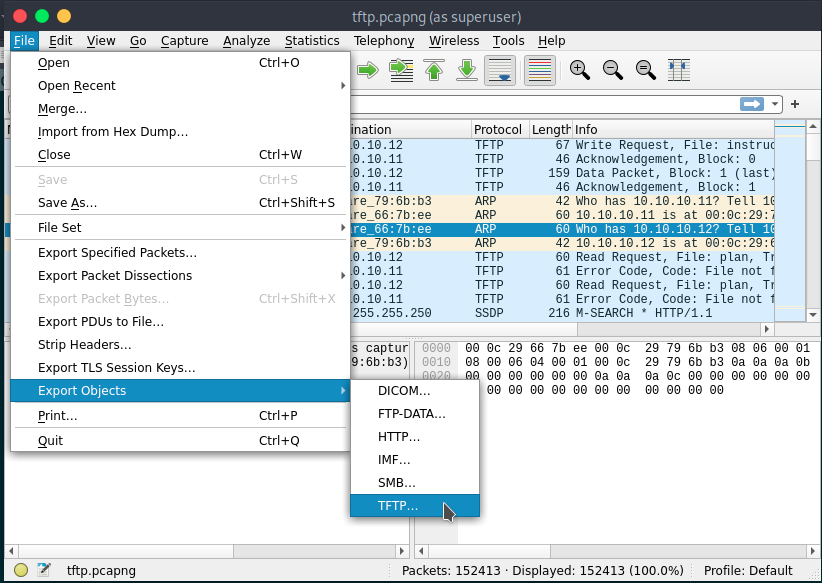 tftp.pcapng (as superuser)
File Edit View Go Capture Analyze Statistics Telephony Wireless Tools Help
Open Ctrl+O
Open Recent
Merge...
Import from Hex Dump...
Close Ctrl+W
Save Ctrl+S
Save As... Ctrl+Shift+S
File Set
Export Specified Packets...
Export Packet Dissections
Export Packet Bytes... Ctrl+Shift+X
Export PDUs to File...
Strip Headers...
Export TLS Session Keys...
Export Objects
Print... Ctrl+P
Quit Ctrl+Q
DICOM...
FTP-DATA...
HTTP...
IMF...
SMB...
TFTP...
ination Protocol Length Info
0.10.12 TFTP 67 Write Request, File: instruc
0.10.11 TFTP 46 Acknowledgement, Block: 0
0.10.12 TFTP 159 Data Packet, Block: 1 (last)
0.10.11 TFTP 46 Acknowledgement, Block: 1
are_79:6b:b3 ARP 42 Who has 10.10.10.11? Tell 10
are_66:7b:ee ARP 60 10.10.10.11 is at 00:0c:29:7
are_66:7b:ee ARP 60 Who has 10.10.10.12? Tell 10
are_79:6b:b3 ARP 42 10.10.10.12 is at 00:0c:29:6
0.10.12 TFTP 60 Read Request, File: plan, Tr
0.10.11 TFTP 61 Error Code, Code: File not f
0.10.12 TFTP 60 Read Request, File: plan, Tr
0.10.11 TFTP 61 Error Code, Code: File not f
255.255.250 SSDP 216 M-SEARCH * HTTP/1.1
s captur
9:6b:b3)
0000 00 0c 29 66 7b ee 00 0c 29 79 6b b3 08 06 00 01
0010 08 00 06 04 00 01 00 0c 29 79 6b b3 0a 0a 0a 0b
0020 00 00 00 00 00 00 0a 0a 0a 0c 00 00 00 00 00 00
00 00 00 00 00 00 00 00 00 00 00
tftp.pcapng Packets: 152413 · Displayed: 152413 (100.0%) Profile: Default